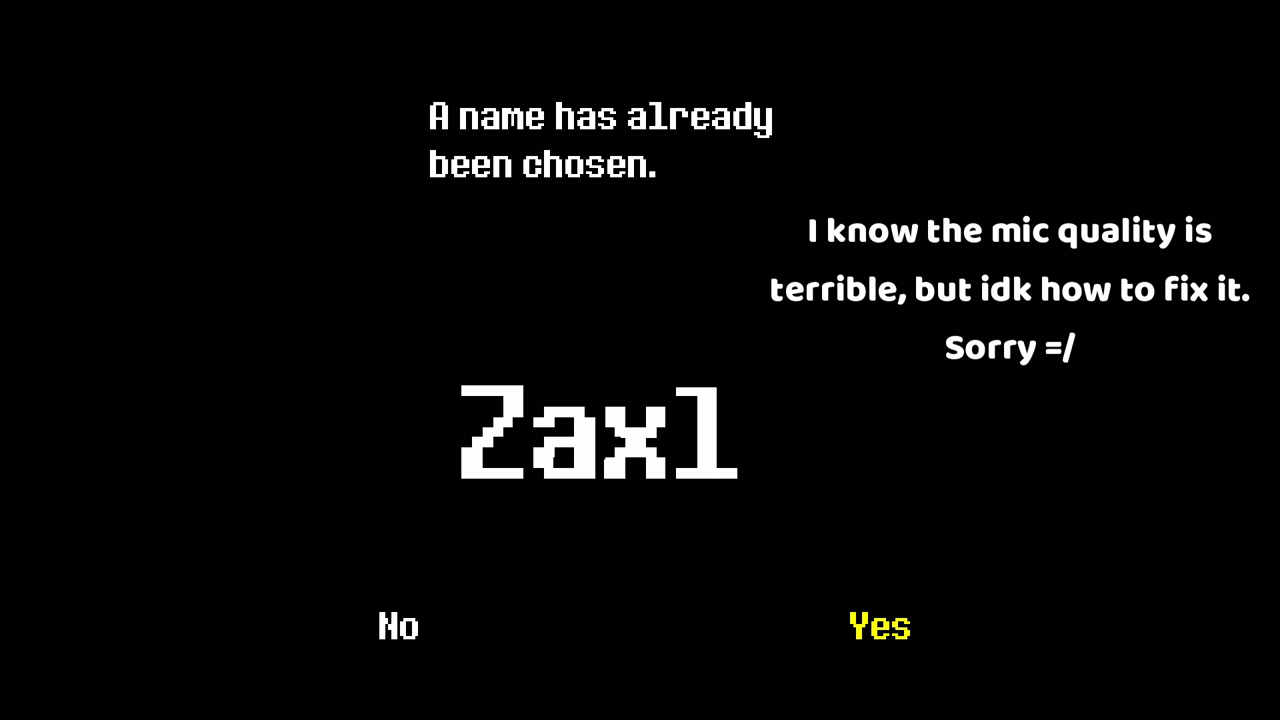 A name has already
been chosen.
I know the mic quality is
terrible, but idk how to fix it.
Sorry =/
Zaxl
No
Yes